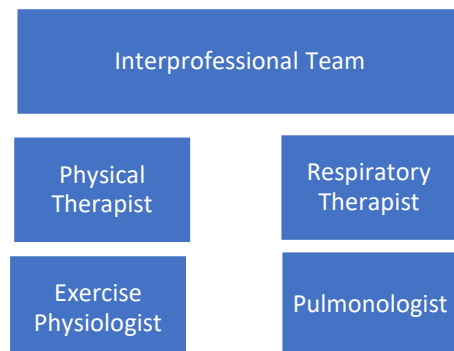 Interprofessional Team
Physical
Therapist
Respiratory
Therapist
Exercise
Physiologist
Pulmonologist